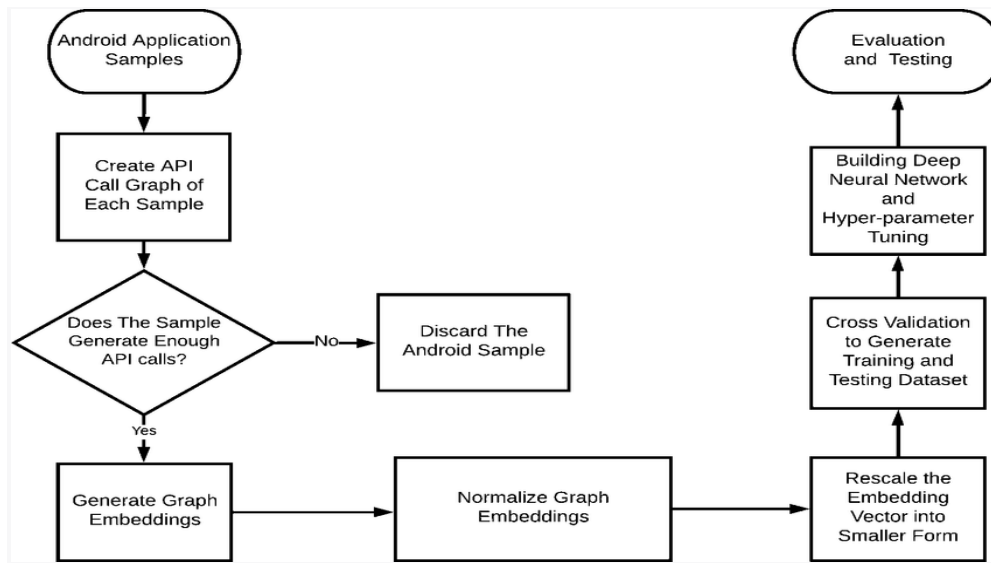 Android Application
Samples
Create API
Call Graph of
Each Sample
Does The Sample
Generate Enough
API calls?
No
Discard The
Android Sample
Yes
Generate Graph
Embeddings
Normalize Graph
Embeddings
Rescale the
Embedding
Vector into
Smaller Form
Cross Validation
to Generate
Training and
Testing Dataset
Building Deep
Neural Network
and
Hyper-parameter
Tuning
Evaluation
and Testing